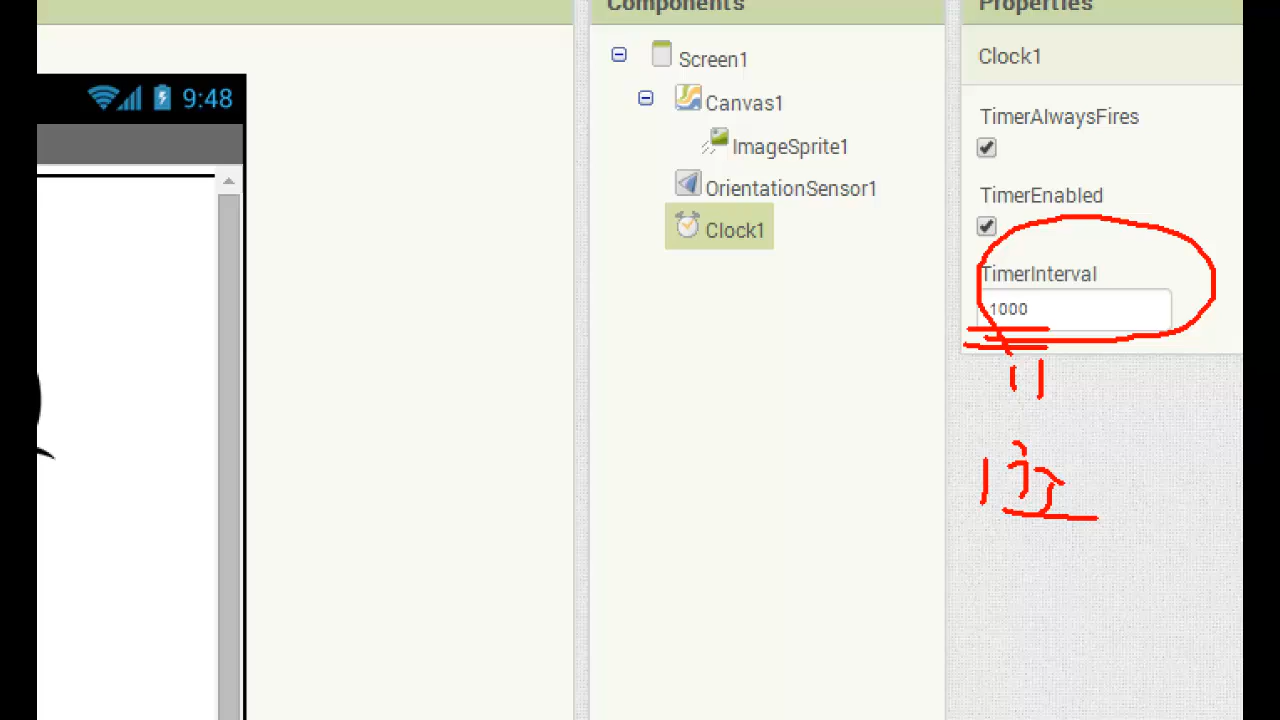 Components
Properties
9:48
Screen1
Canvas1
ImageSprite1
OrientationSensor1
Clock1
Clock1
TimerAlwaysFires
TimerEnabled
TimerInterval
1000